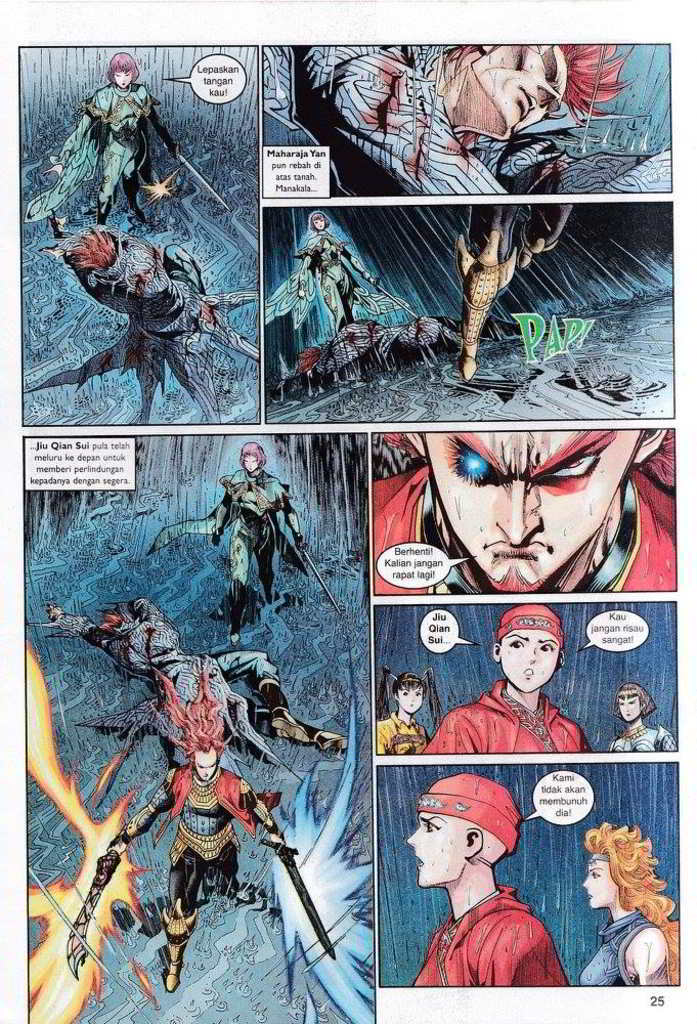 Lepaskan
tangan
kau!
Maharaja Yan
pun rebah di
atas tanah.
Manakala...
PAP!
...Jiu Qian Sui pula telah
meluru ke depan untuk
memberi perlindungan
kepadanya dengan segera.
Berhenti!
Kalian jangan
rapat lagi!
Jiu
Qian
Sui...
Kau
jangan risau
sangat!
Kami
tidak akan
membunuh
dia!
25